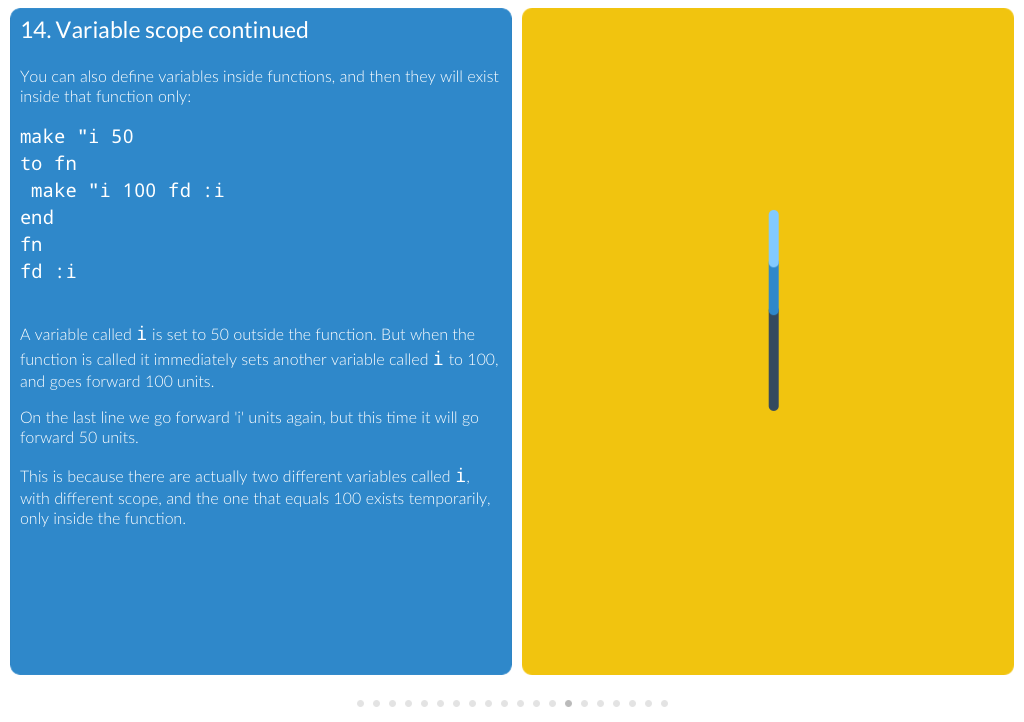 14. Variable scope continued
You can also define variables inside functions, and then they will exist
inside that function only:
make "i 50
to fn
 make "i 100 fd :i
end
fn
fd :i
A variable called i is set to 50 outside the function. But when the
function is called it immediately sets another variable called i to 100,
and goes forward 100 units.
On the last line we go forward 'i' units again, but this time it will go
forward 50 units.
This is because there are actually two different variables called i,
with different scope, and the one that equals 100 exists temporarily,
only inside the function.